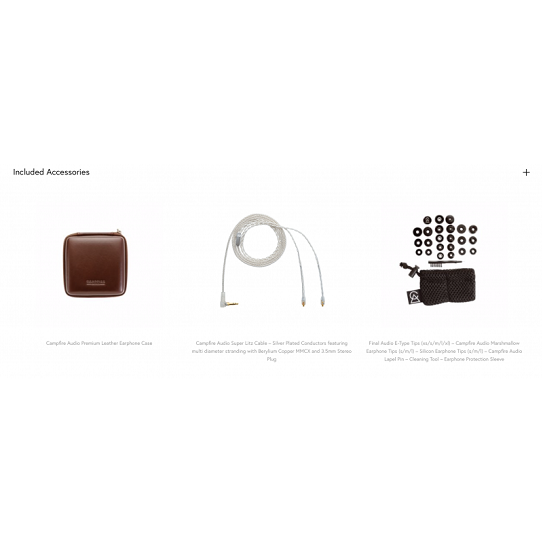 Included Accessories
Campfire Audio Premium Leather Earphone Case
Campfire Audio Super Litz Cable – Silver Plated Conductors featuring
multi diameter stranding with Berylium Copper MMCX and 3.5mm Stereo
Plug
Final Audio E-Type Tips (xs/s/m/l/xl) – Campfire Audio Marshmallow
Earphone Tips (s/m/l) – Silicon Earphone Tips (s/m/l) – Campfire Audio
Lapel Pin – Cleaning Tool – Earphone Protection Sleeve